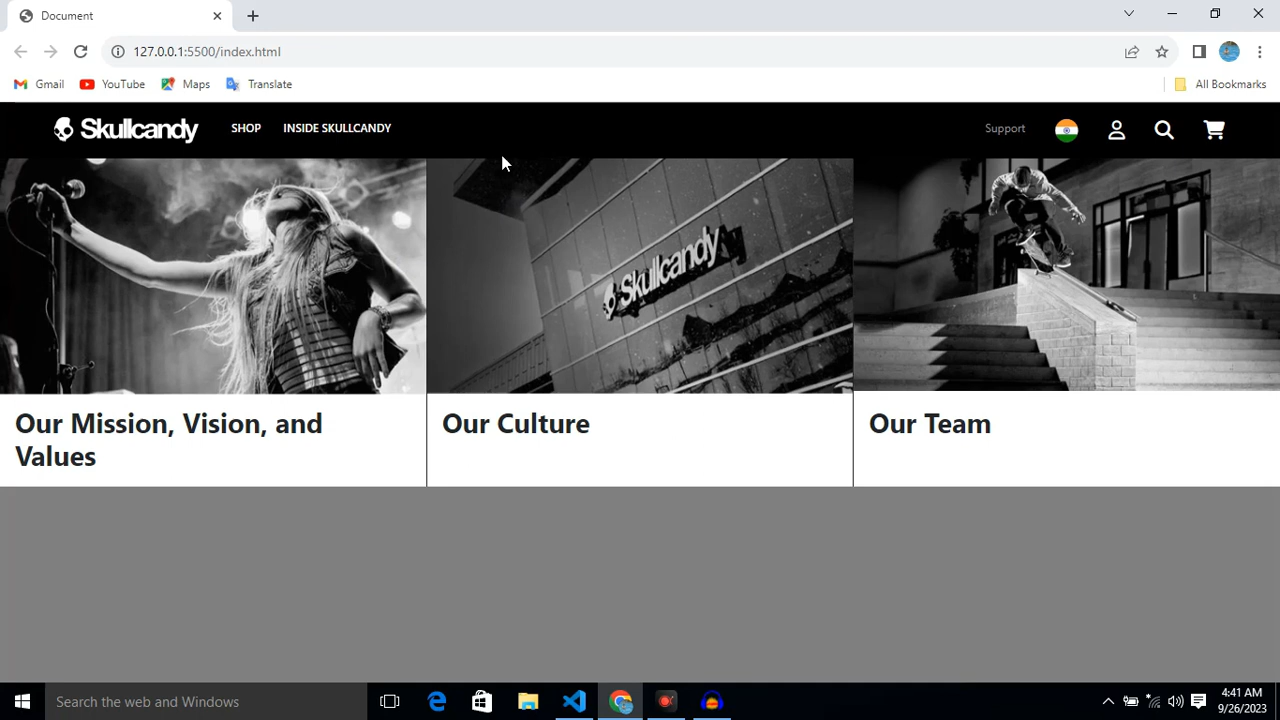 Document
127.0.0.1:5500/index.html
Gmail YouTube Maps Translate All Bookmarks
Skullcandy SHOP INSIDE SKULLCANDY Support
Skullcandy
Our Mission, Vision, and
Values
Our Culture
Our Team
Search the web and Windows
4:41 AM
9/26/2023